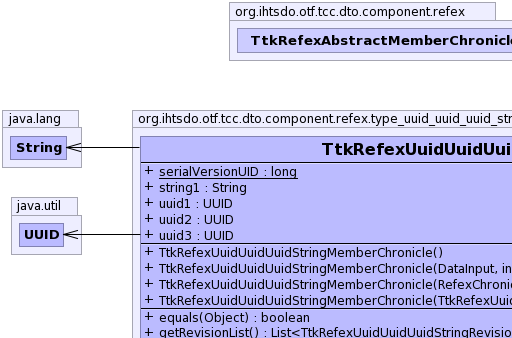 org.ihtsdo.otf.tcc.dto.component.refex
TtkRefexAbstractMemberChronicle
java.lang
String
org.ihtsdo.otf.tcc.dto.component.refex.type_uuid_uuid_uuid_str
TtkRefexUuidUuidUui
+ serialVersionUID : long
+ string1 : String
+ uuid1 : UUID
+ uuid2 : UUID
+ uuid3 : UUID
java.util
UUID
+ TtkRefexUuidUuidUuidStringMemberChronicle()
+ TtkRefexUuidUuidUuidStringMemberChronicle(DataInput, in
+ TtkRefexUuidUuidUuidStringMemberChronicle(RefexChroni
+ TtkRefexUuidUuidUuidStringMemberChronicle(TtkRefexUuid
+ equals(Object) : boolean
+ getRevisionList() : List<TtkRefexUuidUuidUuidStringRevision